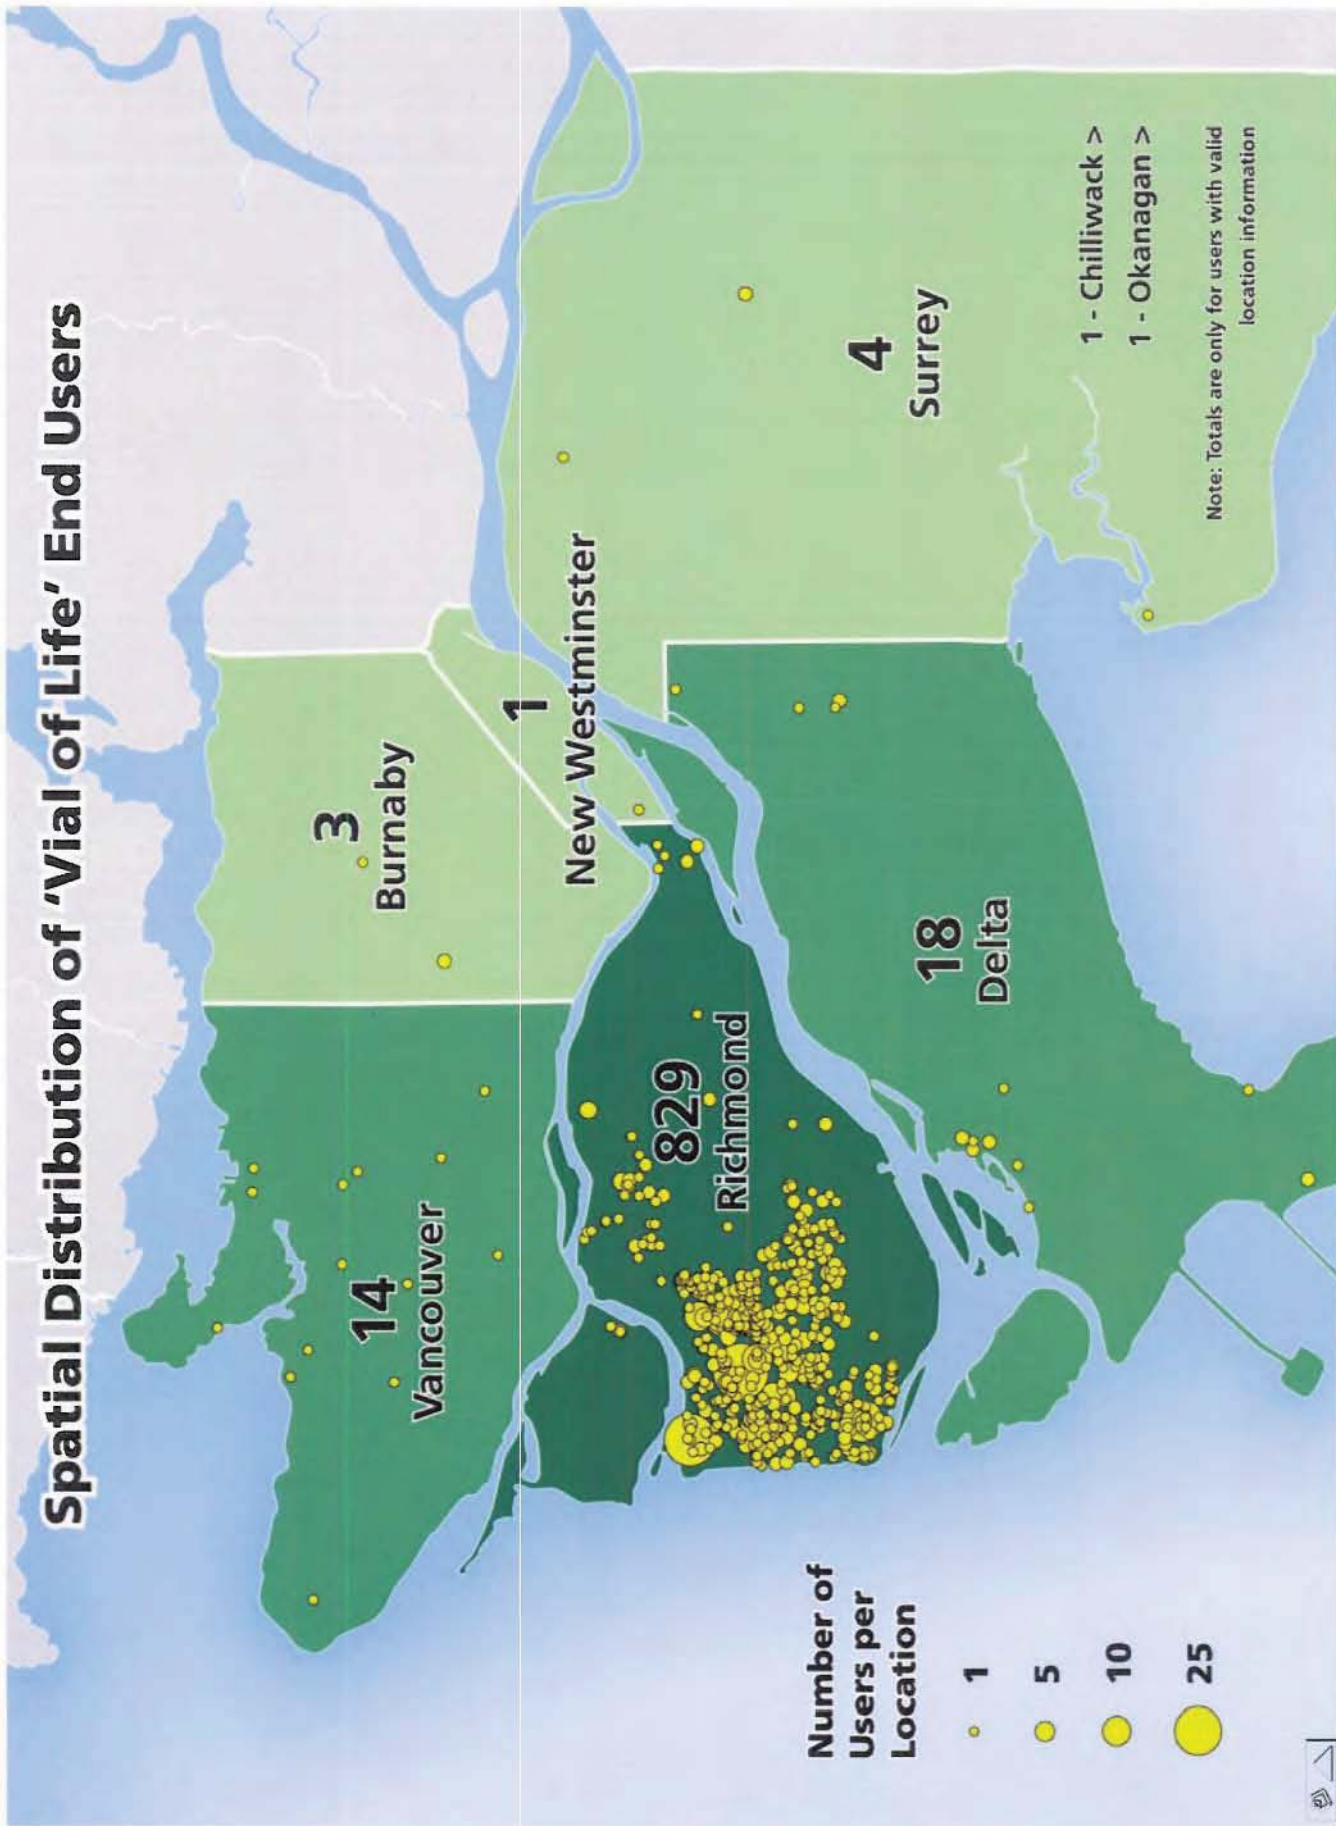 Spatial Distribution of 'Vial of Life' End Users
3
Burnaby
14
Vancouver
1
New Westminster
829
Richmond
4
Surrey
18
Delta
1 - Chilliwack >
1 - Okanagan >
Note: Totals are only for users with valid
location information
Number of
Users per
Location
1
5
10
25